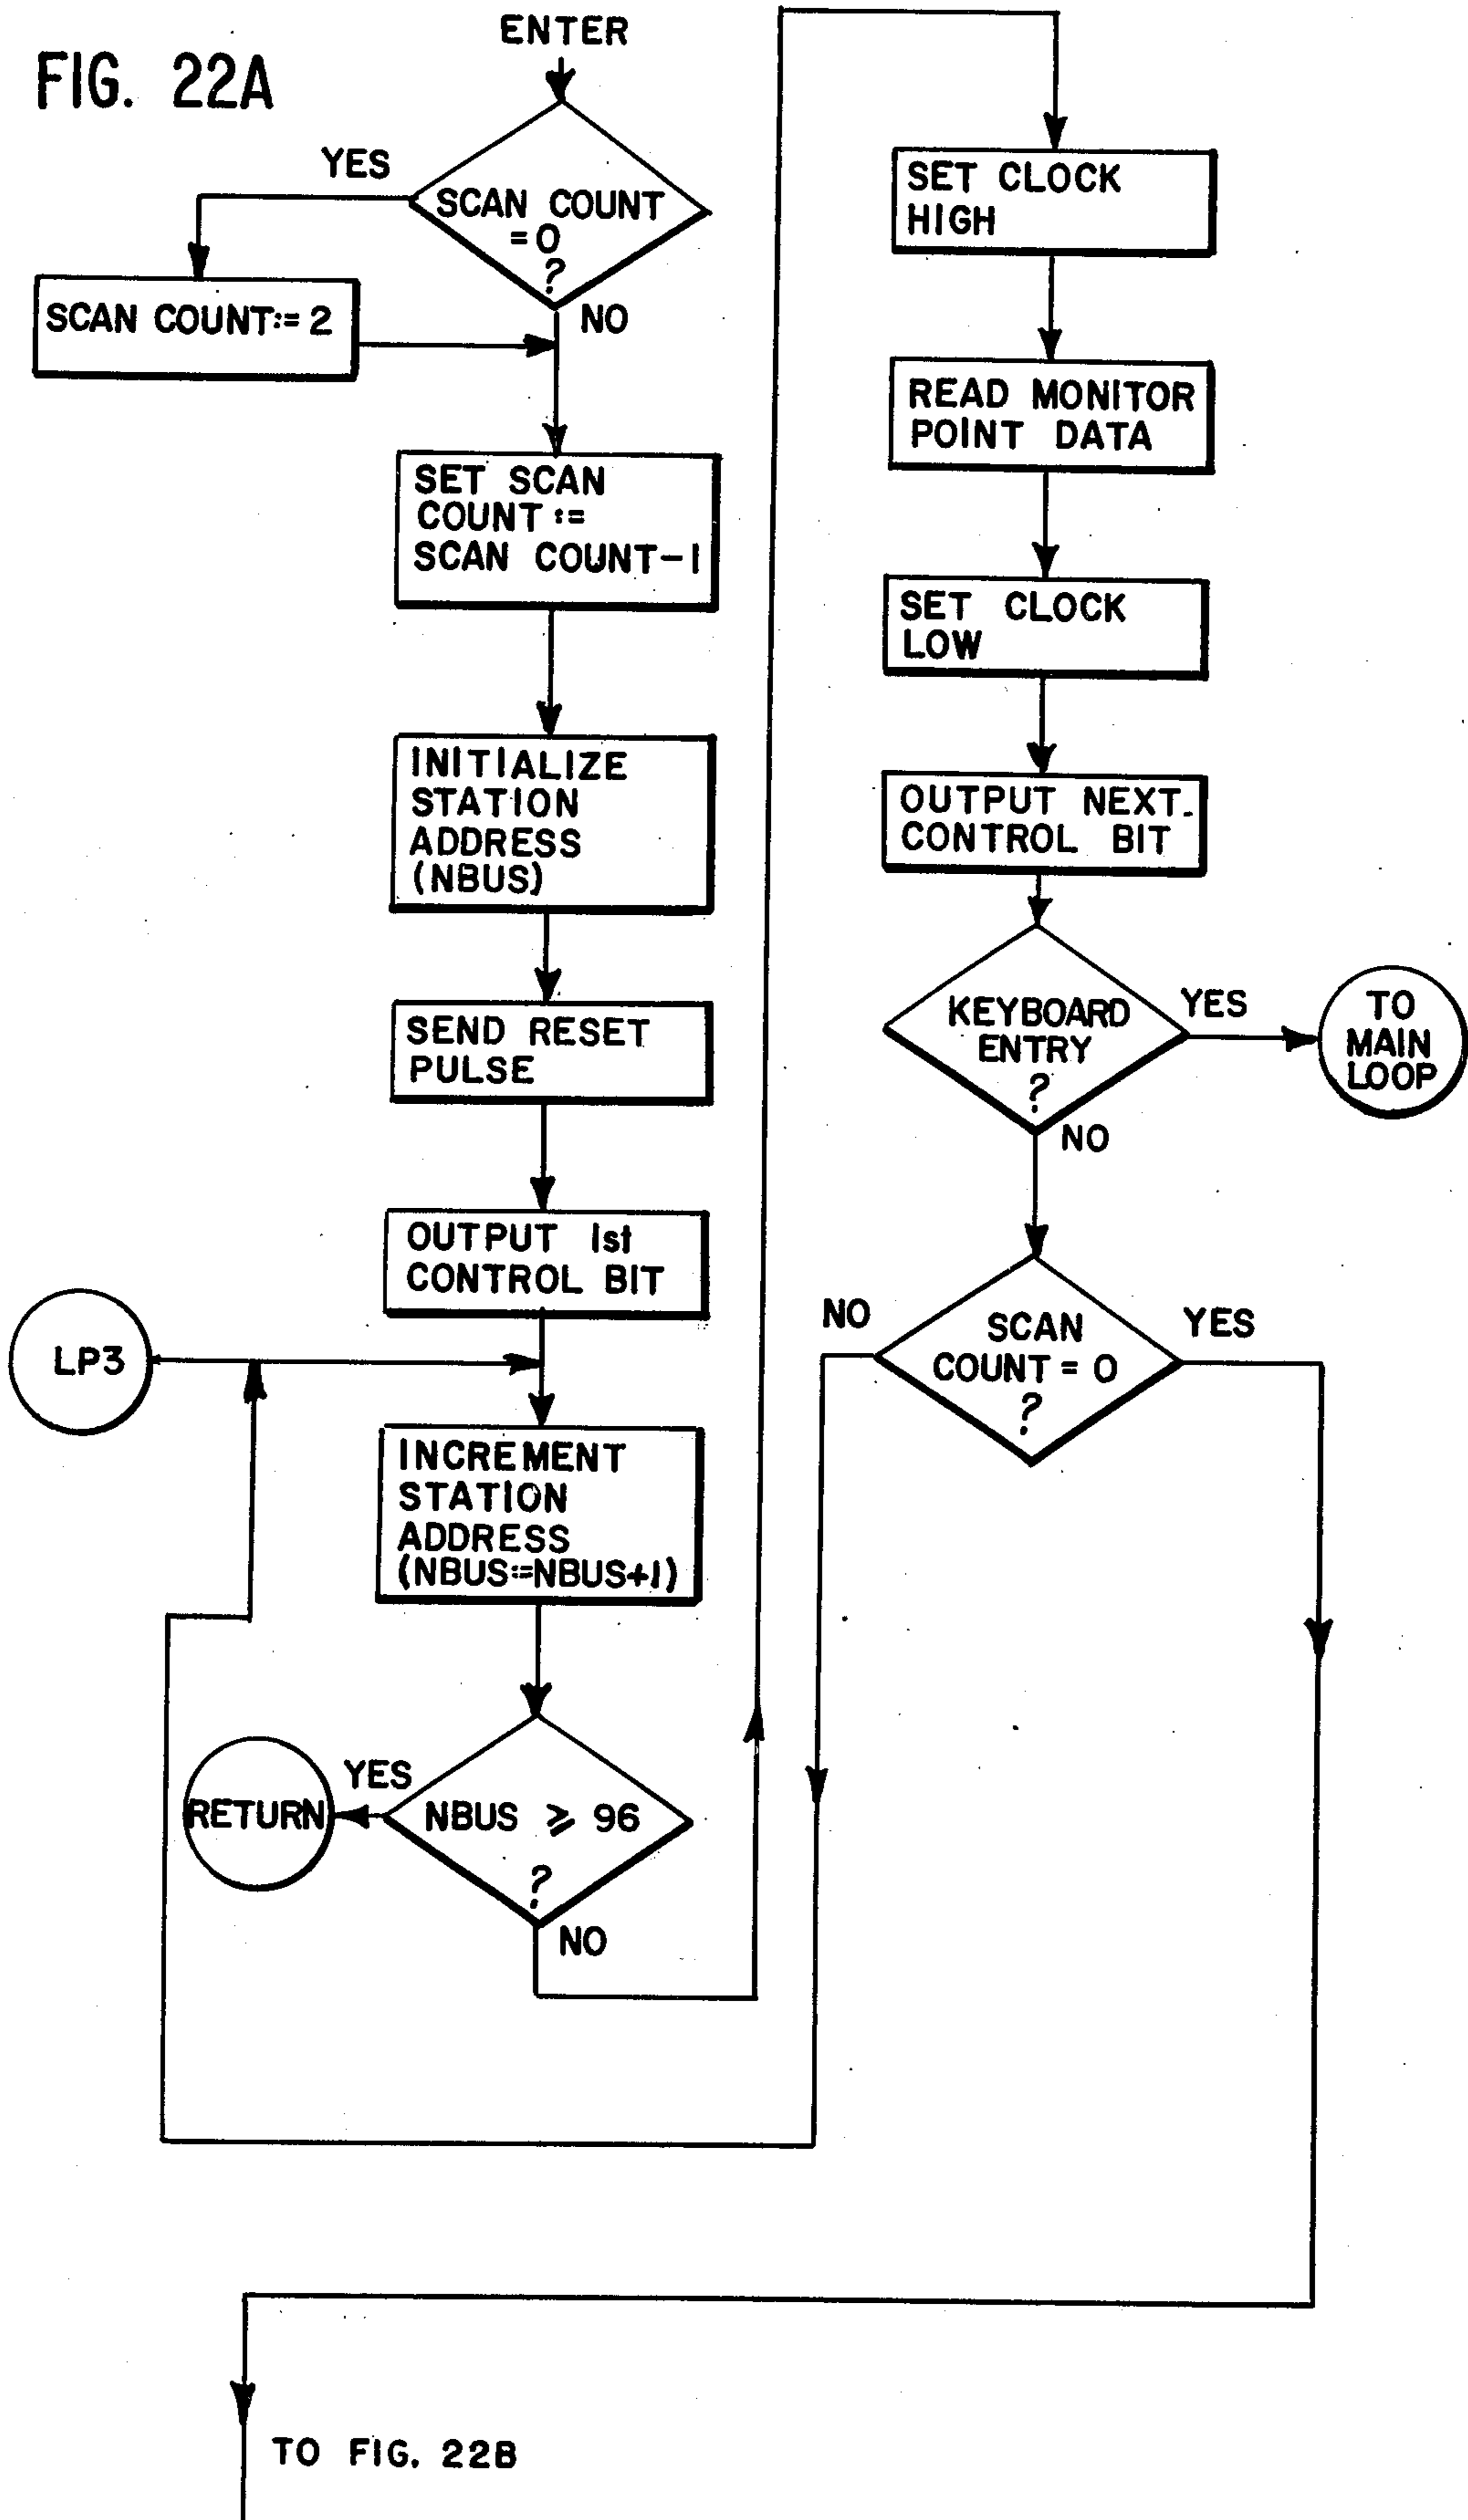 FIG. 22A
ENTER
YES
SCAN COUNT
=0
?
NO
SCAN COUNT:=2
SET SCAN
COUNT :=
SCAN COUNT-1
INITIALIZE
STATION
ADDRESS
(NBUS)
SEND RESET
PULSE
OUTPUT 1st
CONTROL BIT
LP3
INCREMENT
STATION
ADDRESS
(NBUS:=NBUS+1)
YES
RETURN
NBUS ≥ 96
?
NO
SET CLOCK
HIGH
READ MONITOR
POINT DATA
SET CLOCK
LOW
OUTPUT NEXT
CONTROL BIT
KEYBOARD
ENTRY
?
YES
TO
MAIN
LOOP
NO
NO
SCAN
COUNT = 0
?
YES
TO FIG. 22B